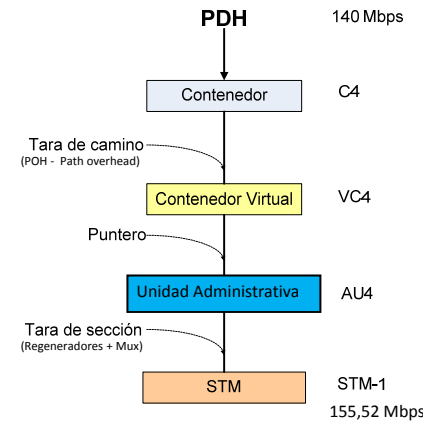 PDH 140 Mbps
Contenedor C4
Tara de camino
(POH - Path overhead)
Contenedor Virtual VC4
Puntero
Unidad Administrativa AU4
Tara de sección
(Regeneradores + Mux)
STM STM-1
155,52 Mbps